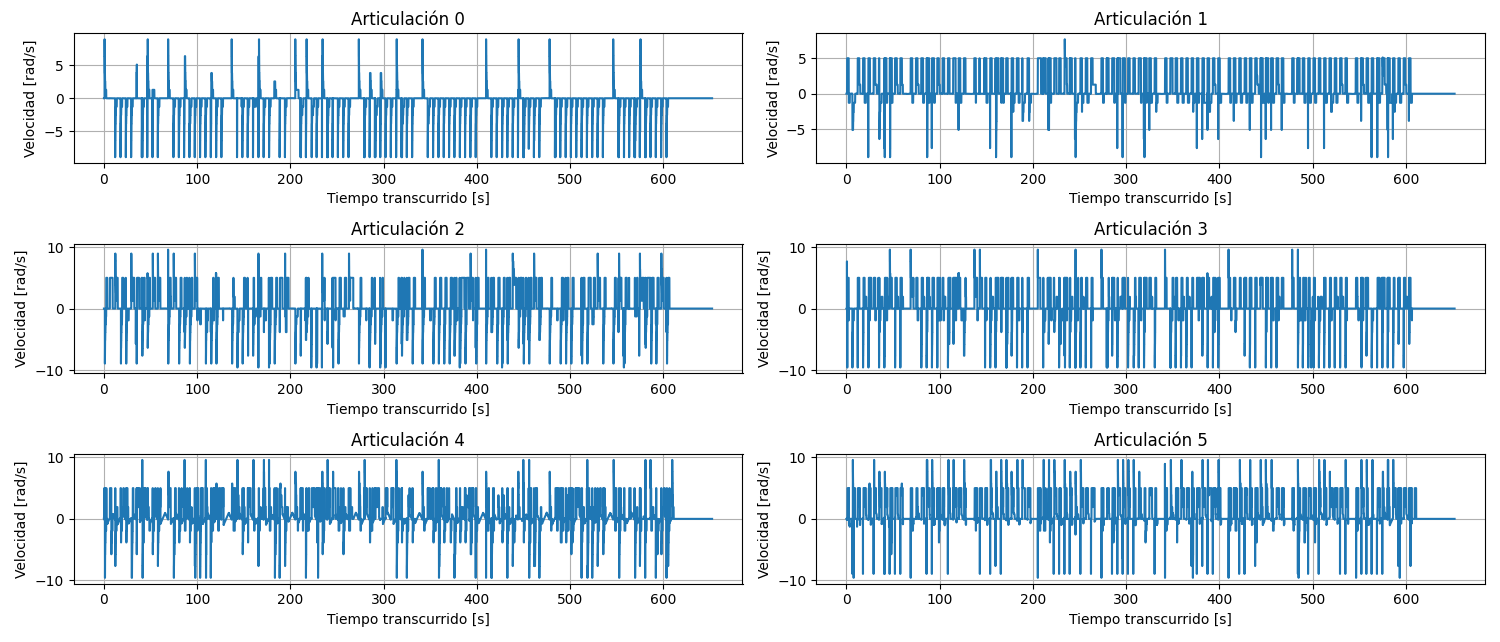 Articulación 0
Velocidad [rad/s]
5
0
−5
0 100 200 300 400 500 600
Tiempo transcurrido [s]
Articulación 1
Velocidad [rad/s]
5
0
−5
0 100 200 300 400 500 600
Tiempo transcurrido [s]
Articulación 2
Velocidad [rad/s]
10
0
−10
0 100 200 300 400 500 600
Tiempo transcurrido [s]
Articulación 3
Velocidad [rad/s]
10
0
−10
0 100 200 300 400 500 600
Tiempo transcurrido [s]
Articulación 4
Velocidad [rad/s]
10
0
−10
0 100 200 300 400 500 600
Tiempo transcurrido [s]
Articulación 5
Velocidad [rad/s]
10
0
−10
0 100 200 300 400 500 600
Tiempo transcurrido [s]